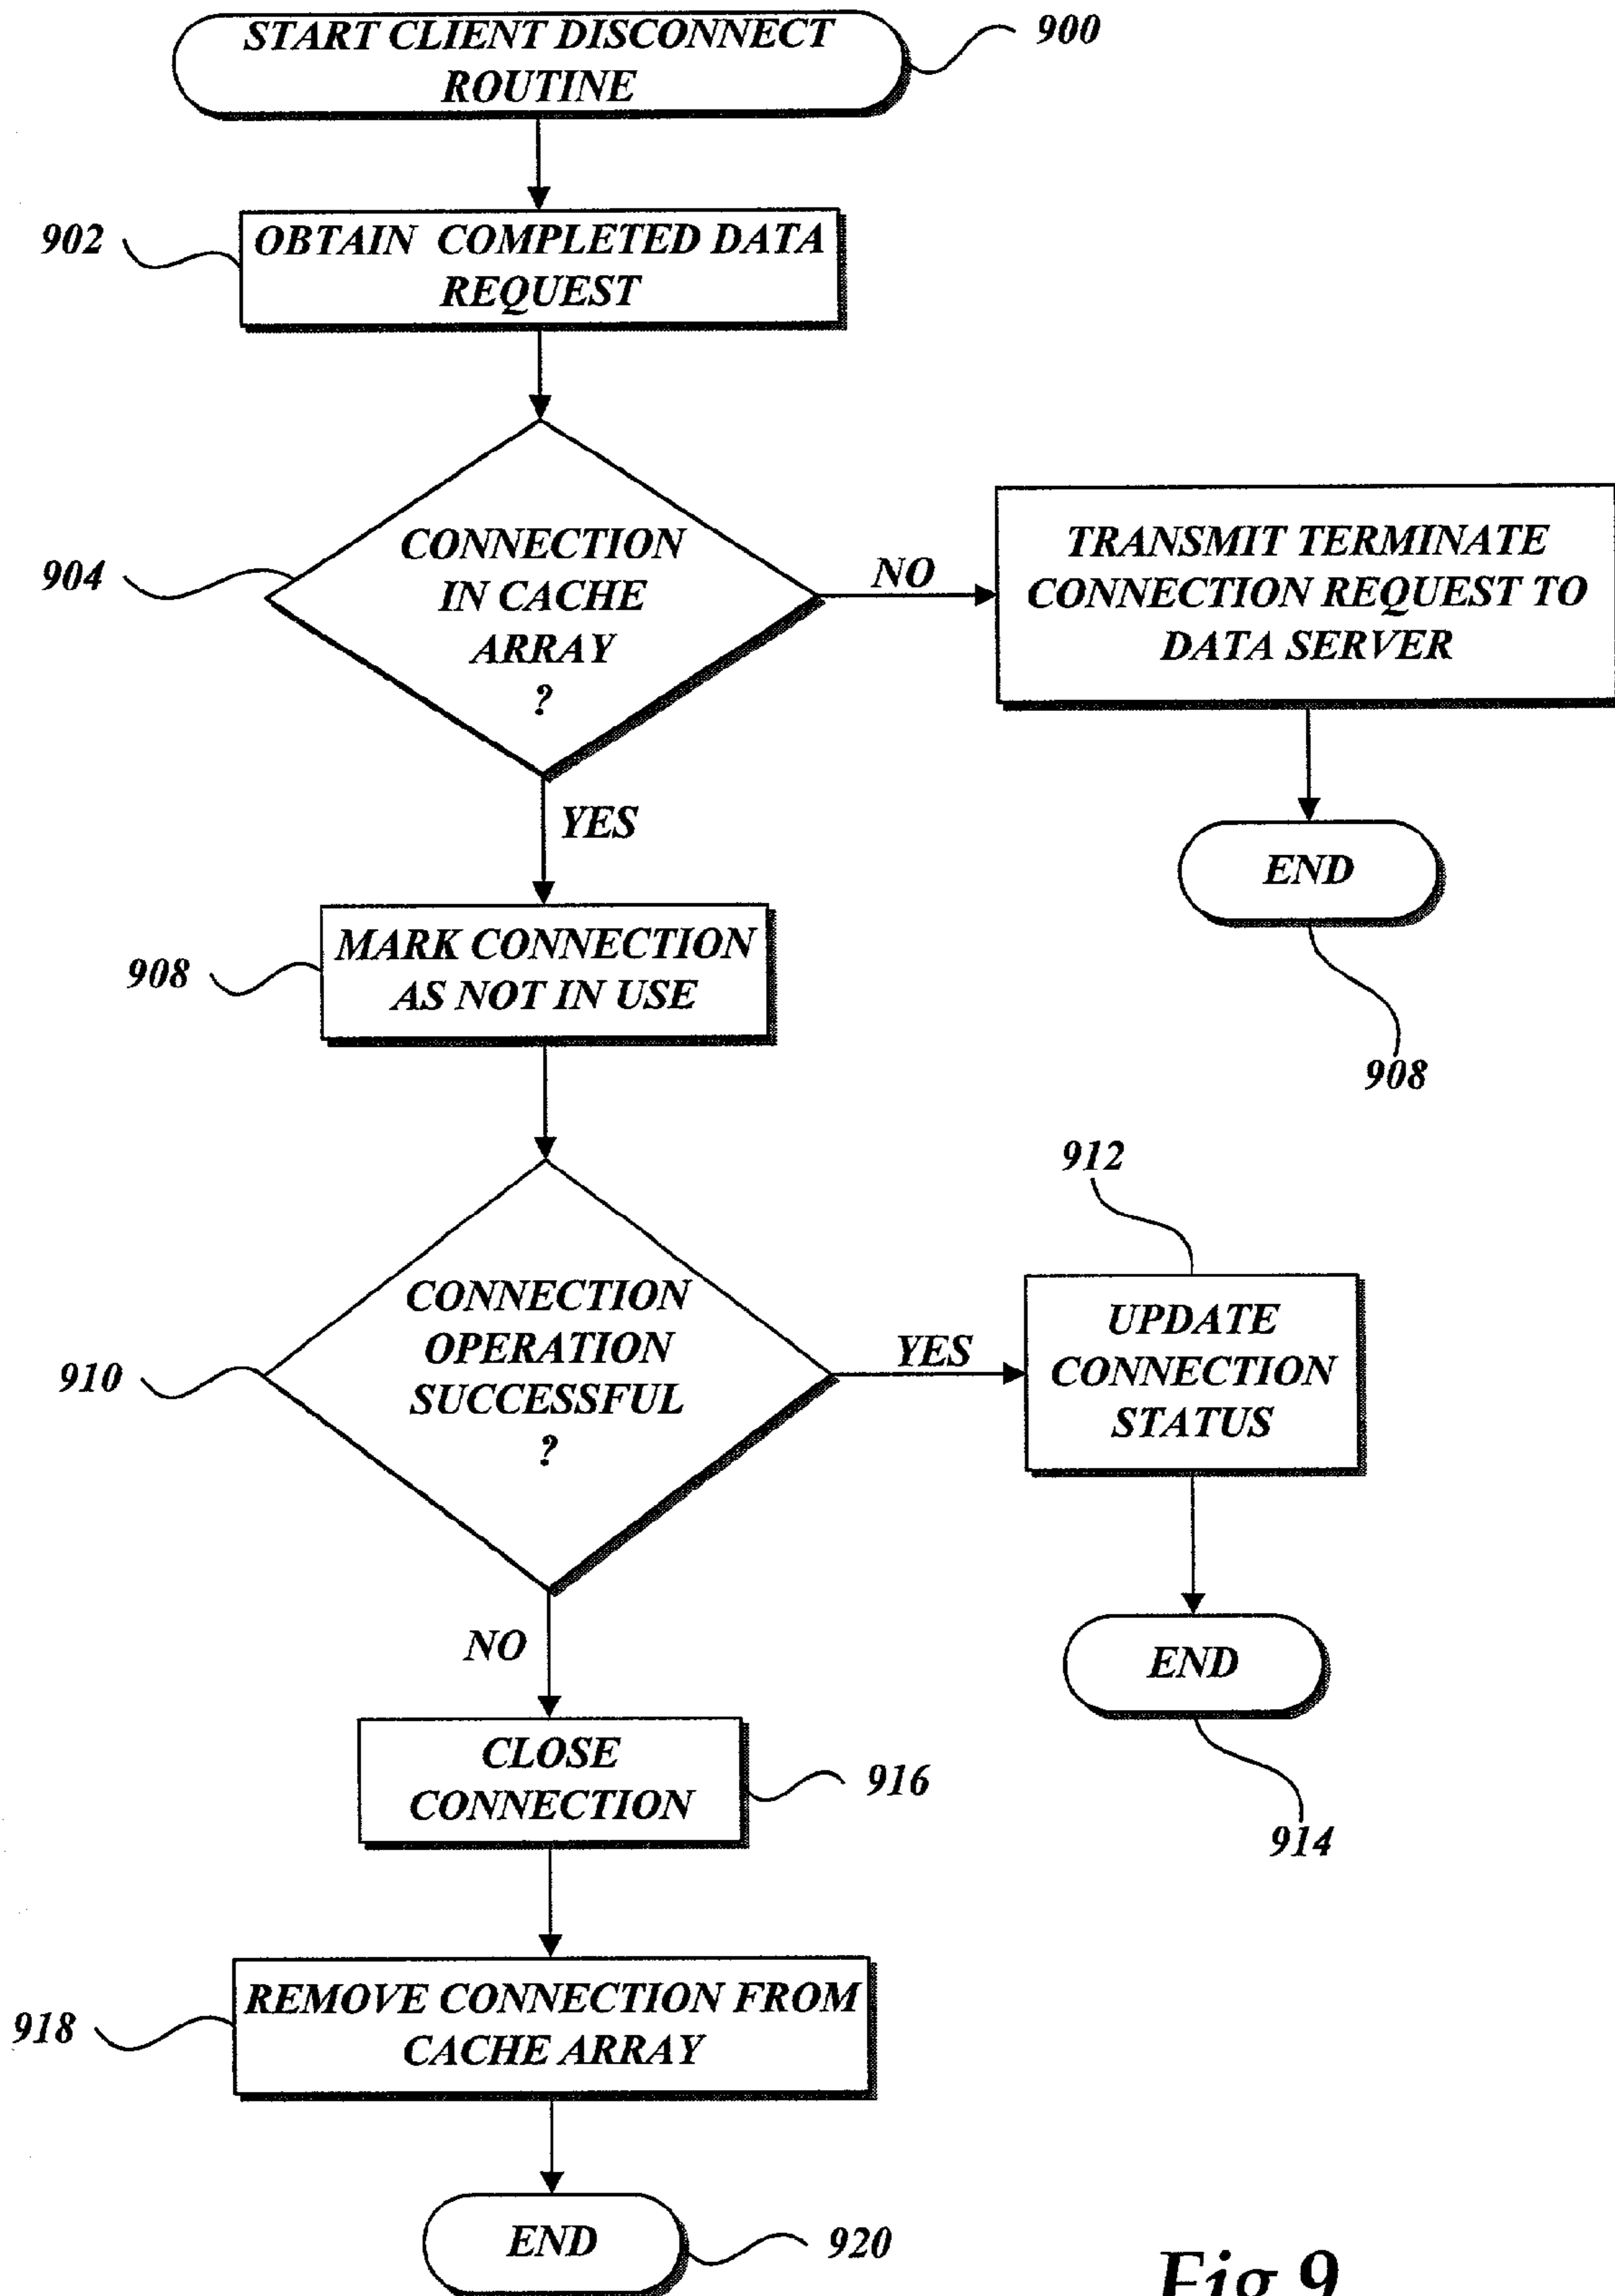 START CLIENT DISCONNECT
ROUTINE
900
902
OBTAIN COMPLETED DATA
REQUEST
904
CONNECTION
IN CACHE
ARRAY
?
NO
TRANSMIT TERMINATE
CONNECTION REQUEST TO
DATA SERVER
YES
END
908
908
MARK CONNECTION
AS NOT IN USE
910
CONNECTION
OPERATION
SUCCESSFUL
?
YES
912
UPDATE
CONNECTION
STATUS
NO
END
914
CLOSE
CONNECTION
916
918
REMOVE CONNECTION FROM
CACHE ARRAY
END
920
Fig 9